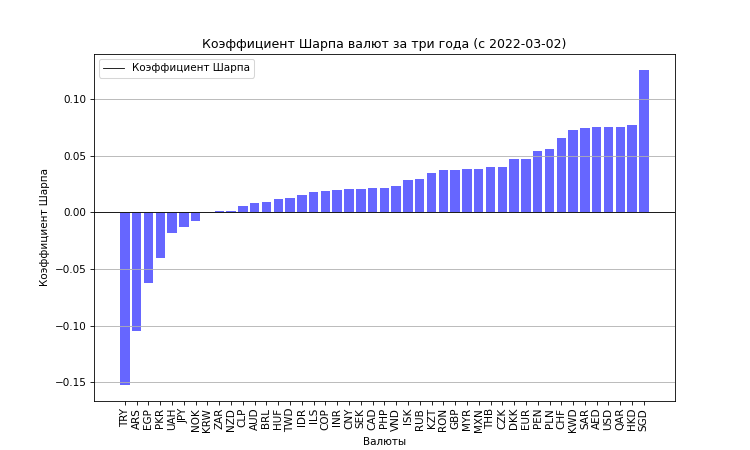 Коэффициент Шарпа валют за три года (с 2022-03-02)
Коэффициент Шарпа
0.10
0.05
0.00
−0.05
−0.10
−0.15
Коэффициент Шарпа
TRY ARS EGP PKR UAH JPY NOK KRW ZAR NZD CLP AUD BRL HUF TWD IDR ILS COP INR CNY SEK CAD PHP VND ISK RUB KZT RON GBP MYR MXN THB CZK DKK EUR PEN PLN CHF KWD SAR AED USD QAR HKD SGD
Валюты